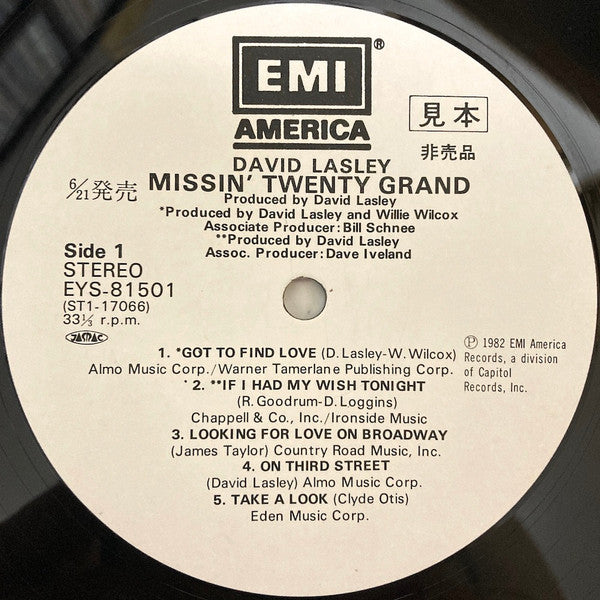 EMI
®
AMERICA
見本
非売品
DAVID LASLEY
6/21発売
MISSIN' TWENTY GRAND
Produced by David Lasley
*Produced by David Lasley and Willie Wilcox
Associate Producer: Bill Schnee
**Produced by David Lasley
Assoc. Producer: Dave Iveland
Side 1
STEREO
EYS-81501
(ST1-17066)
33⅓ r.p.m.
JASRAC
1. *GOT TO FIND LOVE (D. Lasley-W. Wilcox)
Almo Music Corp./Warner Tamerlane Publishing Corp.
2. **IF I HAD MY WISH TONIGHT
(R. Goodrum-D. Loggins)
Chappell & Co., Inc./Ironside Music
3. LOOKING FOR LOVE ON BROADWAY
(James Taylor) Country Road Music, Inc.
4. ON THIRD STREET
(David Lasley) Almo Music Corp.
5. TAKE A LOOK (Clyde Otis)
Eden Music Corp.
Ⓟ 1982 EMI America
Records, a division
of Capitol
Records, Inc.